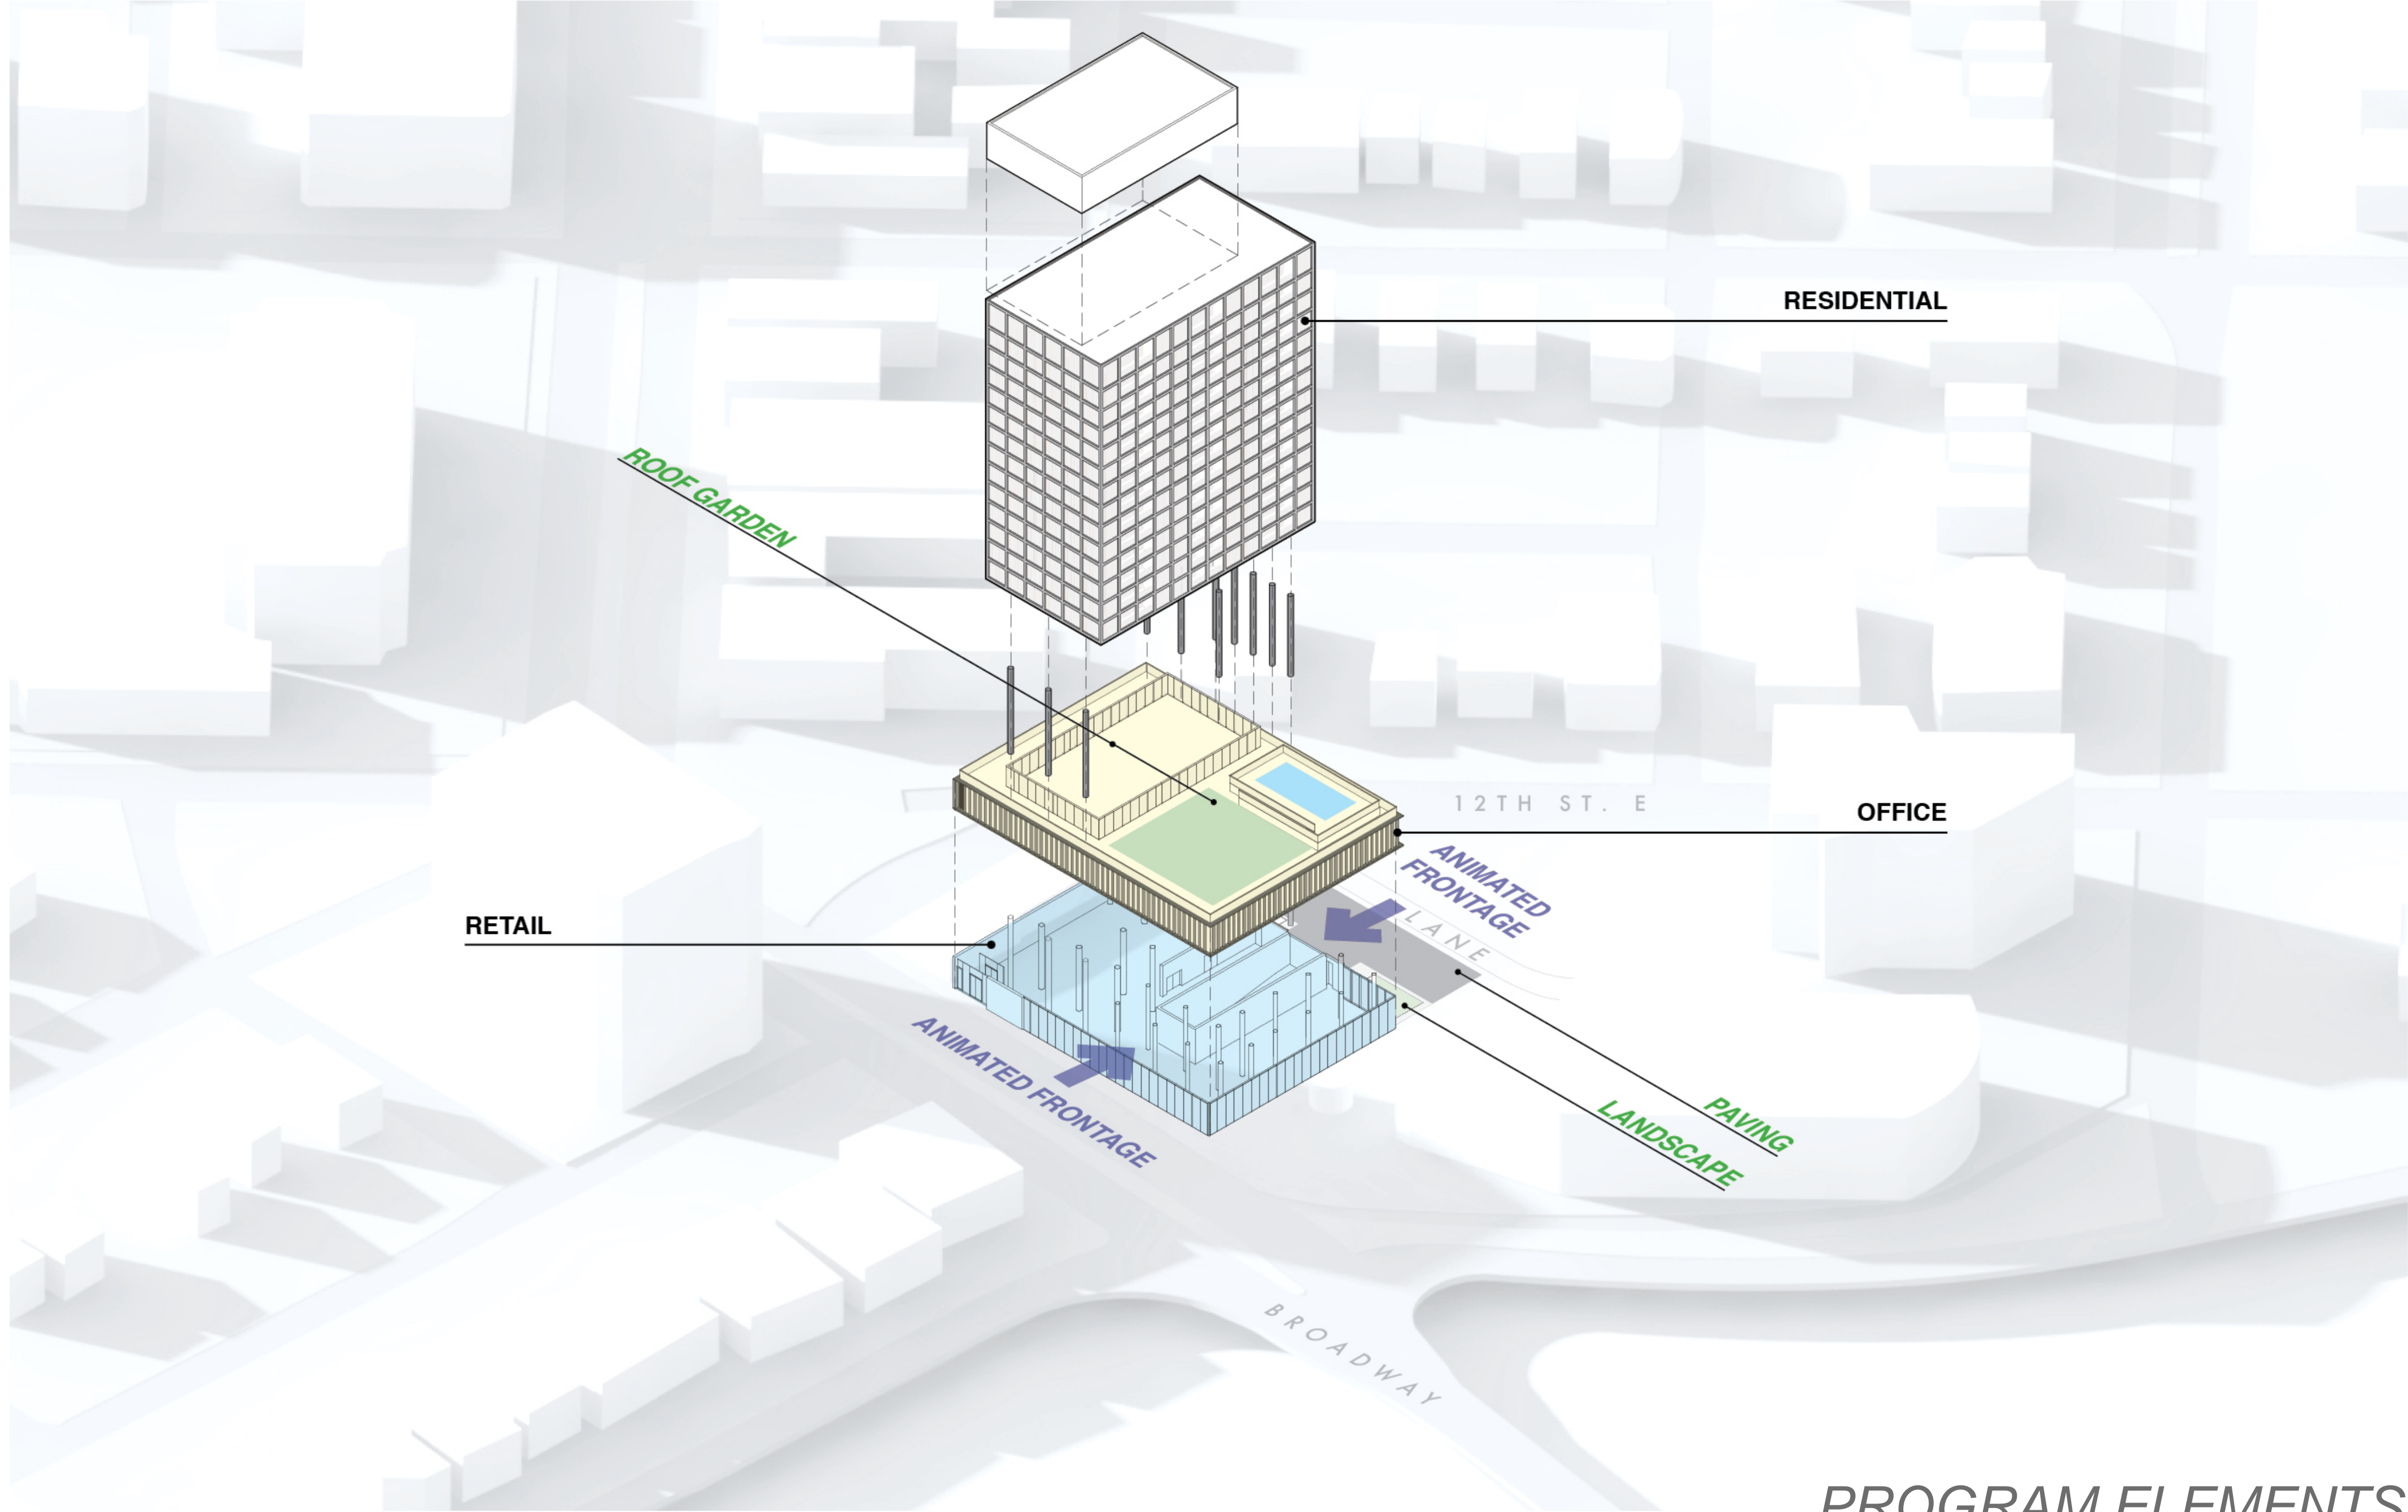 RESIDENTIAL
ROOF GARDEN
12TH ST. E
OFFICE
ANIMATED
FRONTAGE
LANE
RETAIL
ANIMATED FRONTAGE
PAVING
LANDSCAPE
BROADWAY
PROGRAM ELEMENTS